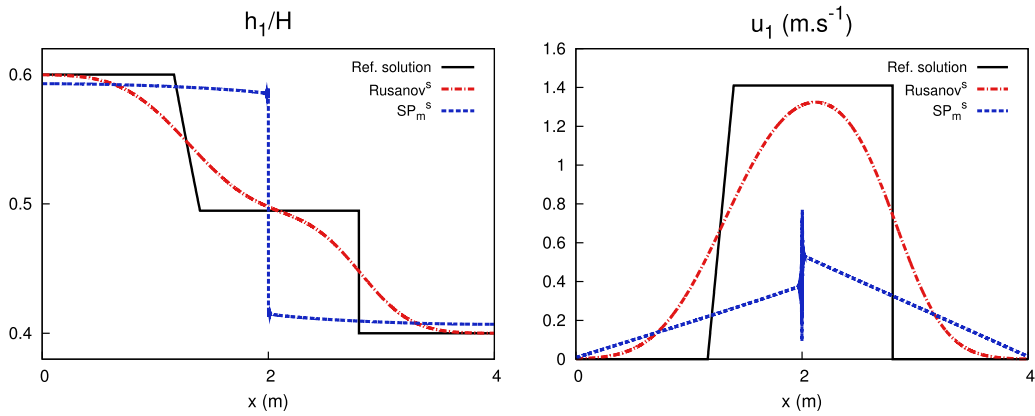 h₁/H
0.6
0.5
0.4
0
2
4
x (m)
Ref. solution
Rusanovˢ
SPₘˢ
u₁ (m.s⁻¹)
1.6
1.4
1.2
1
0.8
0.6
0.4
0.2
0
0
2
4
x (m)
Ref. solution
Rusanovˢ
SPₘˢ